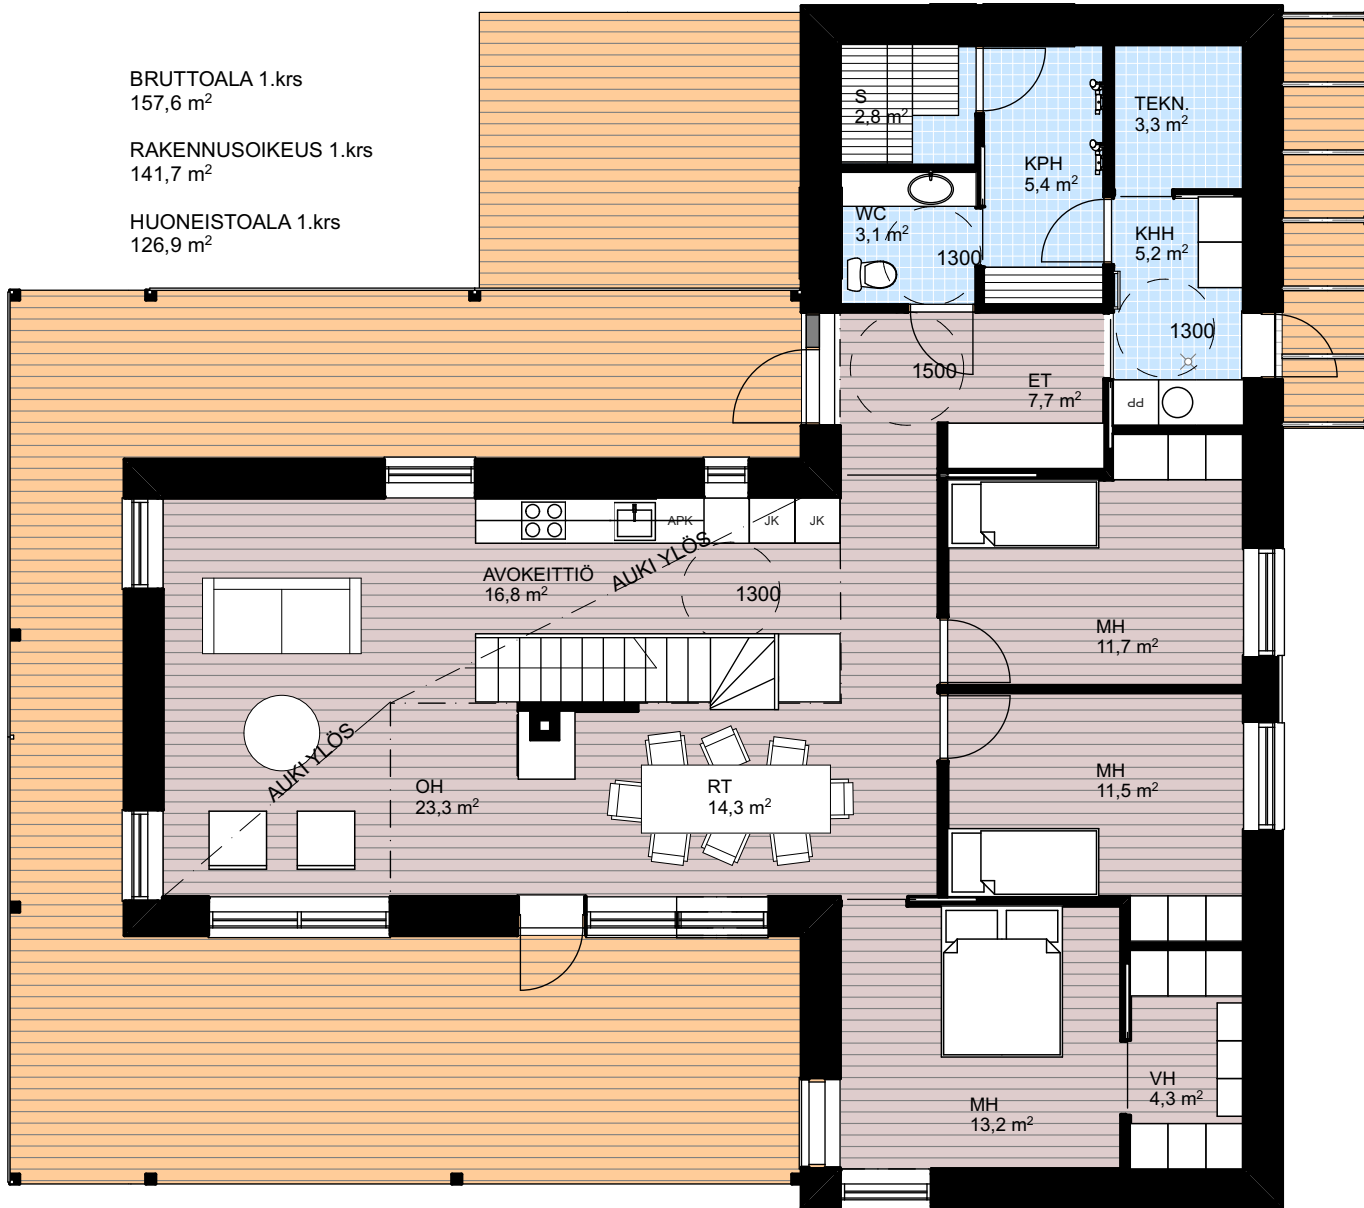 BRUTTOALA 1.krs
157,6 m²
RAKENNUSOIKEUS 1.krs
141,7 m²
HUONEISTOALA 1.krs
126,9 m²
S
2,8 m²
KPH
5,4 m²
TEKN.
3,3 m²
WC
3,1 m²
1300
KHH
5,2 m²
1300
1500
ET
7,7 m²
PP
APK
JK
JK
AVOKEITTIÖ
16,8 m²
AUKI YLÖS
1300
MH
11,7 m²
AUKI YLÖS
OH
23,3 m²
RT
14,3 m²
MH
11,5 m²
MH
13,2 m²
VH
4,3 m²